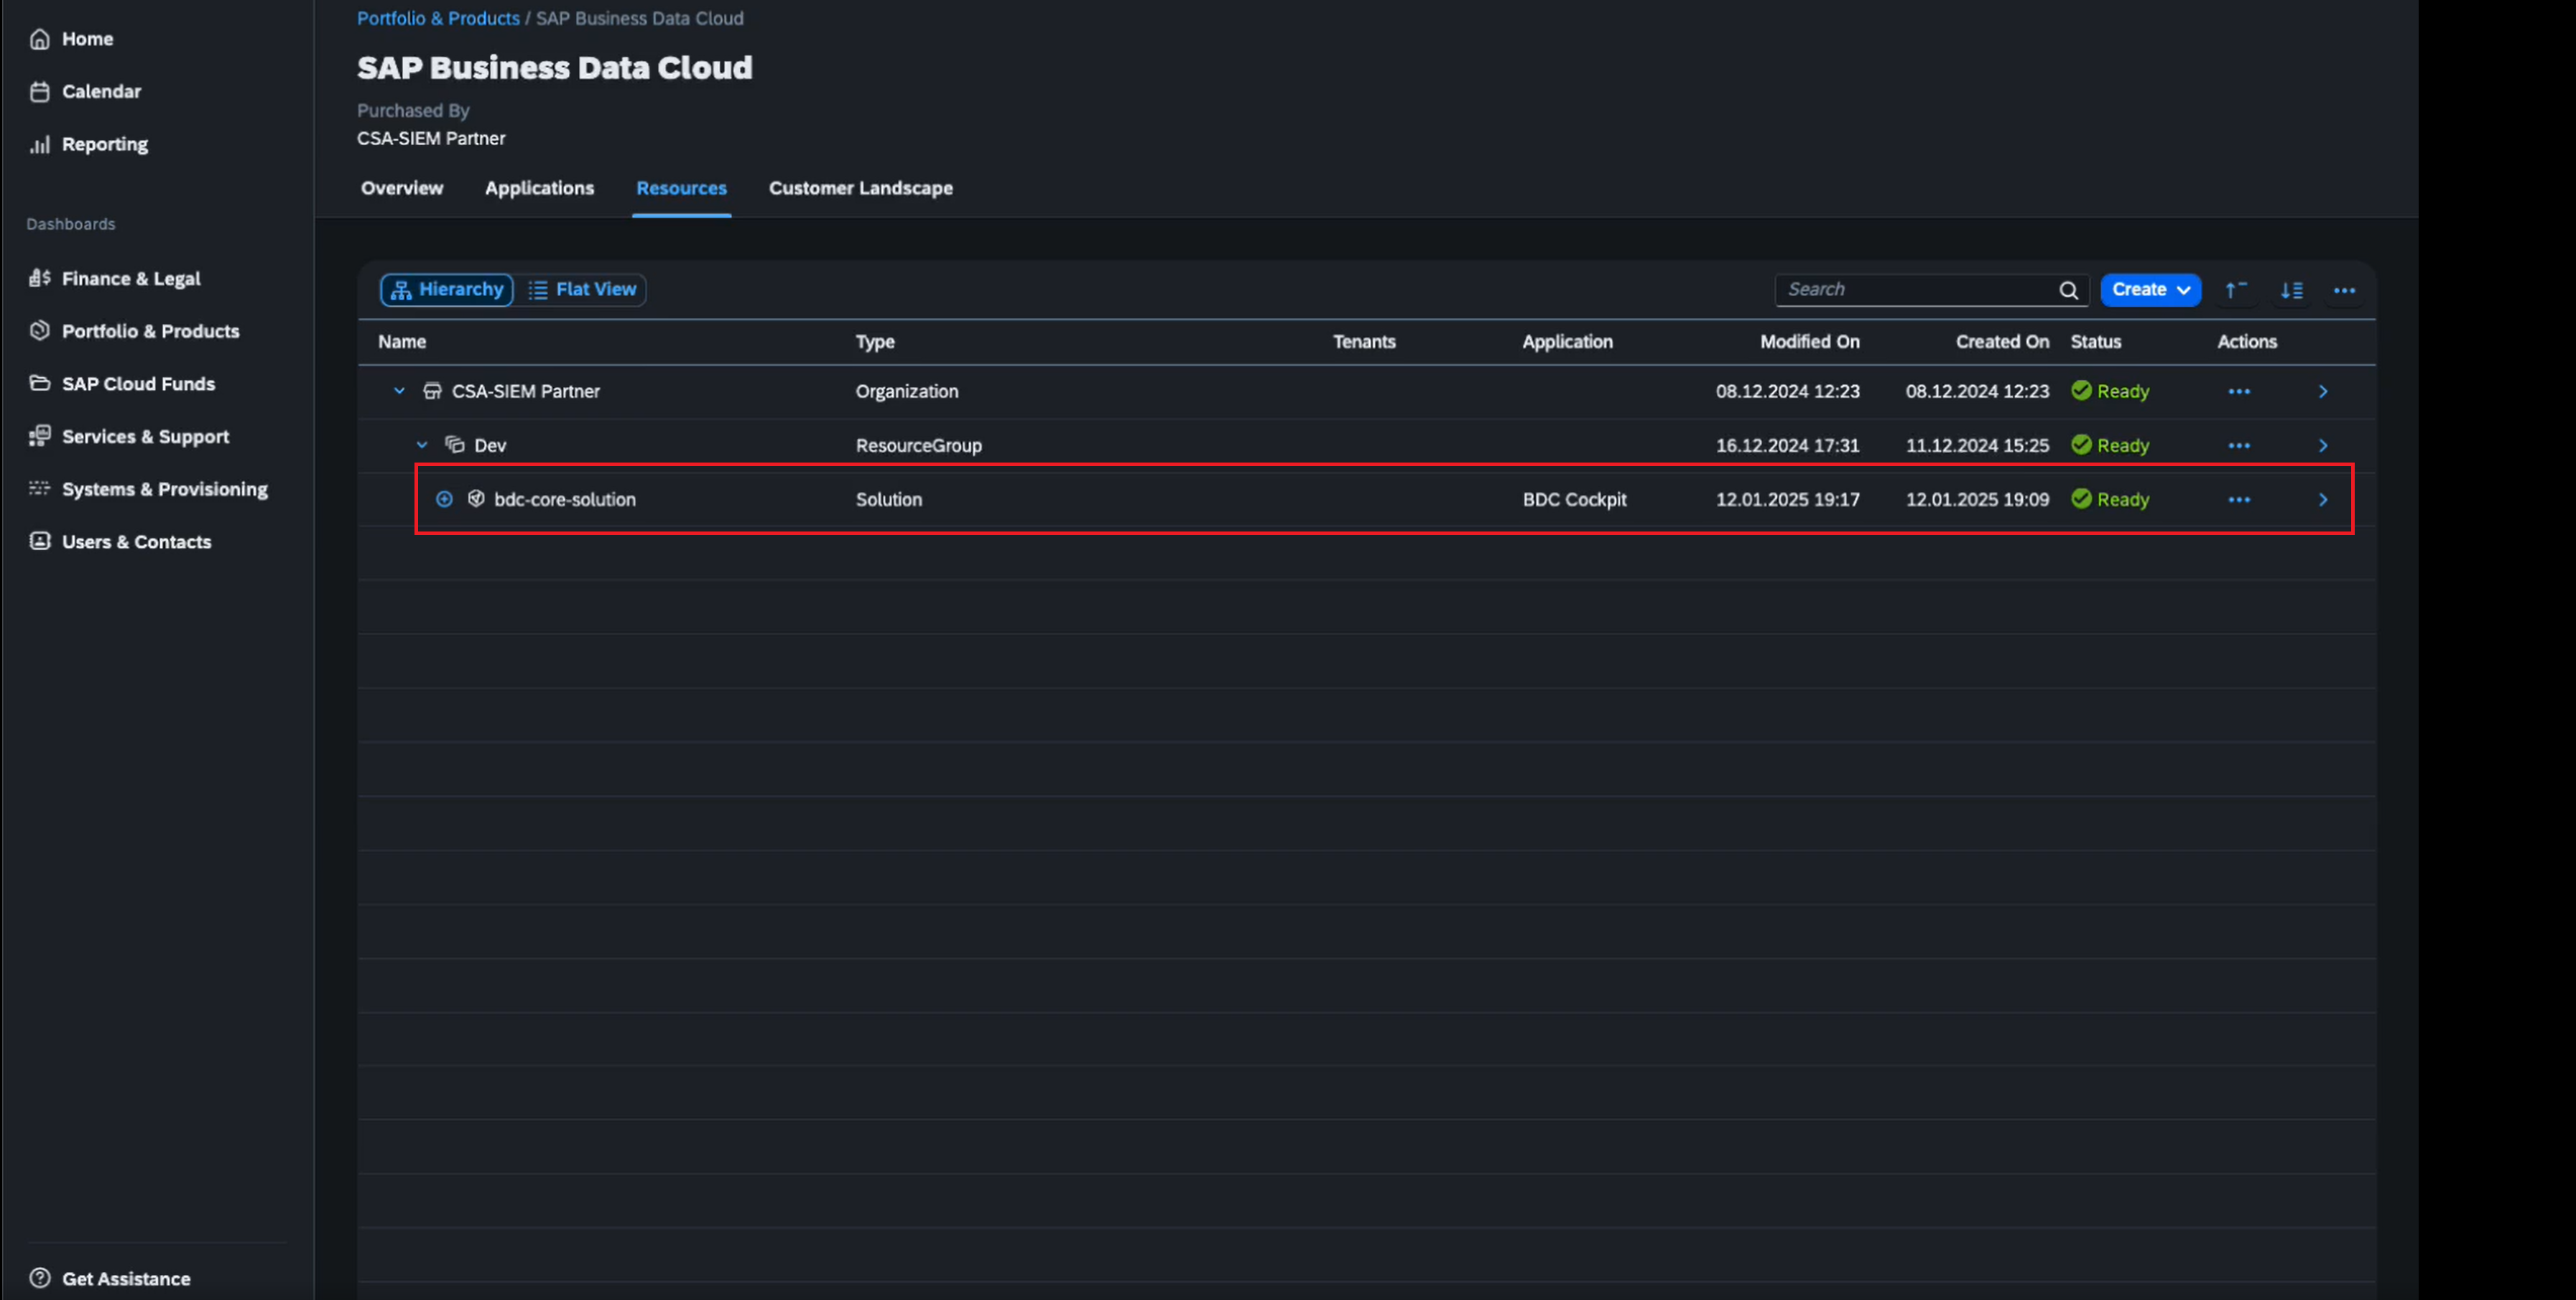 Home
Calendar
Reporting
Dashboards
Finance & Legal
Portfolio & Products
SAP Cloud Funds
Services & Support
Systems & Provisioning
Users & Contacts
Get Assistance
Portfolio & Products / SAP Business Data Cloud
SAP Business Data Cloud
Purchased By
CSA-SIEM Partner
Overview Applications Resources Customer Landscape
Hierarchy Flat View Search Create
Name Type Tenants Application Modified On Created On Status Actions
CSA-SIEM Partner Organization 08.12.2024 12:23 08.12.2024 12:23 Ready
Dev ResourceGroup 16.12.2024 17:31 11.12.2024 15:25 Ready
bdc-core-solution Solution BDC Cockpit 12.01.2025 19:17 12.01.2025 19:09 Ready